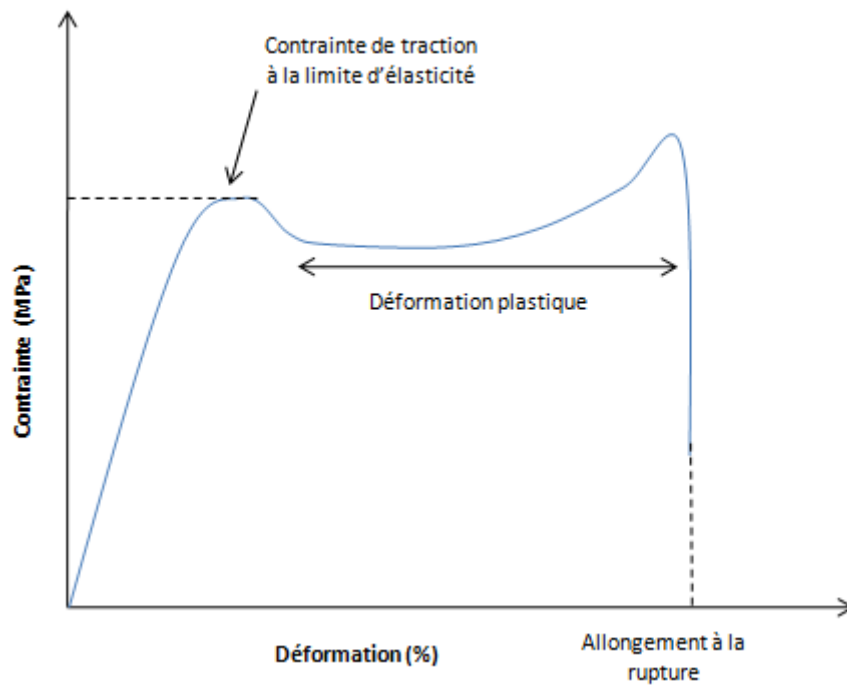 Contrainte de traction
à la limite d'élasticité
Déformation plastique
Contrainte (MPa)
Déformation (%)
Allongement à la
rupture